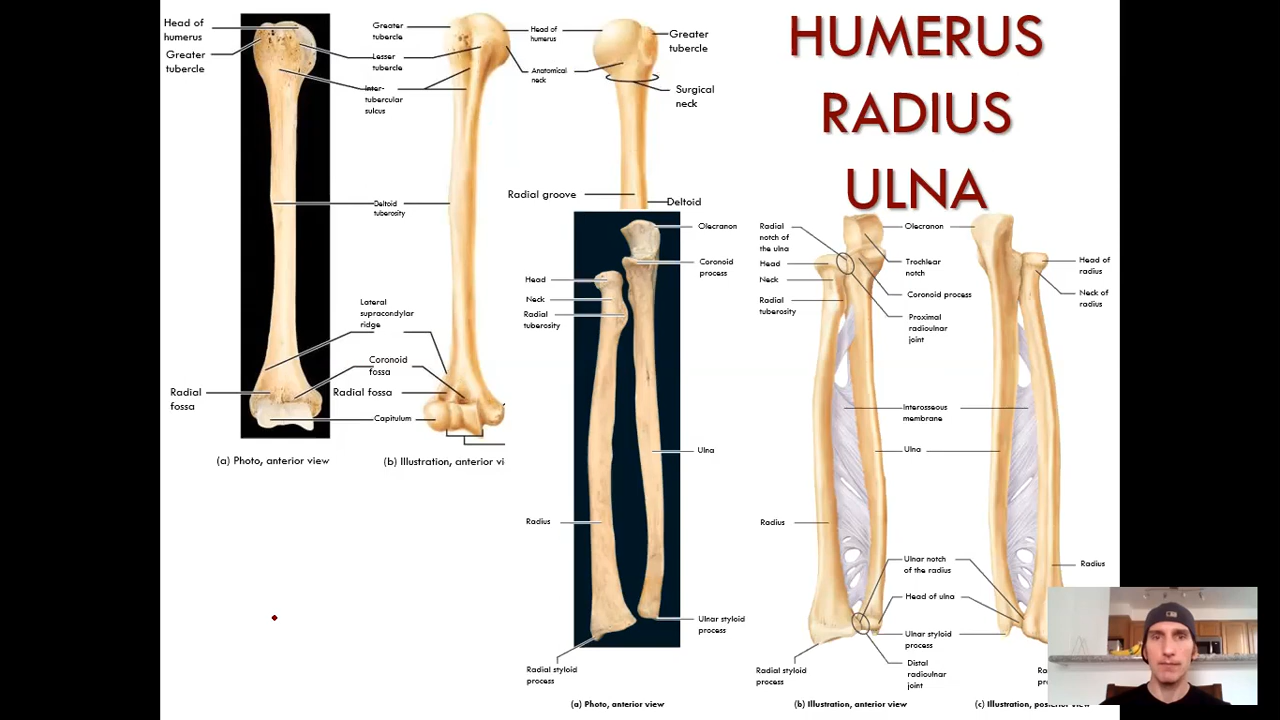 HUMERUS
RADIUS
ULNA
Head of
humerus
Greater
tubercle
Greater
tubercle
Lesser
tubercle
Inter-
tubercular
sulcus
Head of
humerus
Anatomical
neck
Greater
tubercle
Surgical
neck
Radial groove
Deltoid
Deltoid
tuberosity
Lateral
supracondylar
ridge
Coronoid
fossa
Radial
fossa
Radial fossa
Capitulum
(a) Photo, anterior view
(b) Illustration, anterior vi
Olecranon
Coronoid
process
Head
Neck
Radial
tuberosity
Ulna
Radius
Ulnar styloid
process
Radial styloid
process
(a) Photo, anterior view
Radial
notch of
the ulna
Head
Neck
Radial
tuberosity
Olecranon
Trochlear
notch
Coronoid process
Proximal
radioulnar
joint
Head of
radius
Neck of
radius
Interosseous
membrane
Ulna
Radius
Ulnar notch
of the radius
Radius
Head of ulna
Ulnar styloid
process
Distal
radioulnar
joint
Radial styloid
process
(b) Illustration, anterior view
(c) Illustration, posterior view